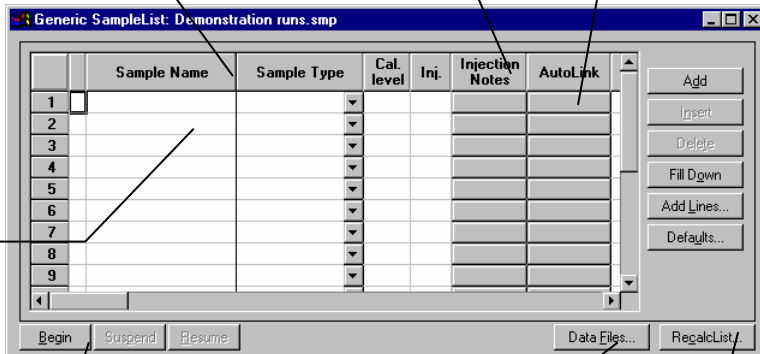 Generic SampleList: Demonstration runs.smp
Sample Name Sample Type Cal. level Inj. Injection Notes AutoLink
1
2
3
4
5
6
7
8
9
Add
Insert
Delete
Fill Down
Add Lines...
Defaults...
Begin Suspend Resume Data Files... RecalcList...